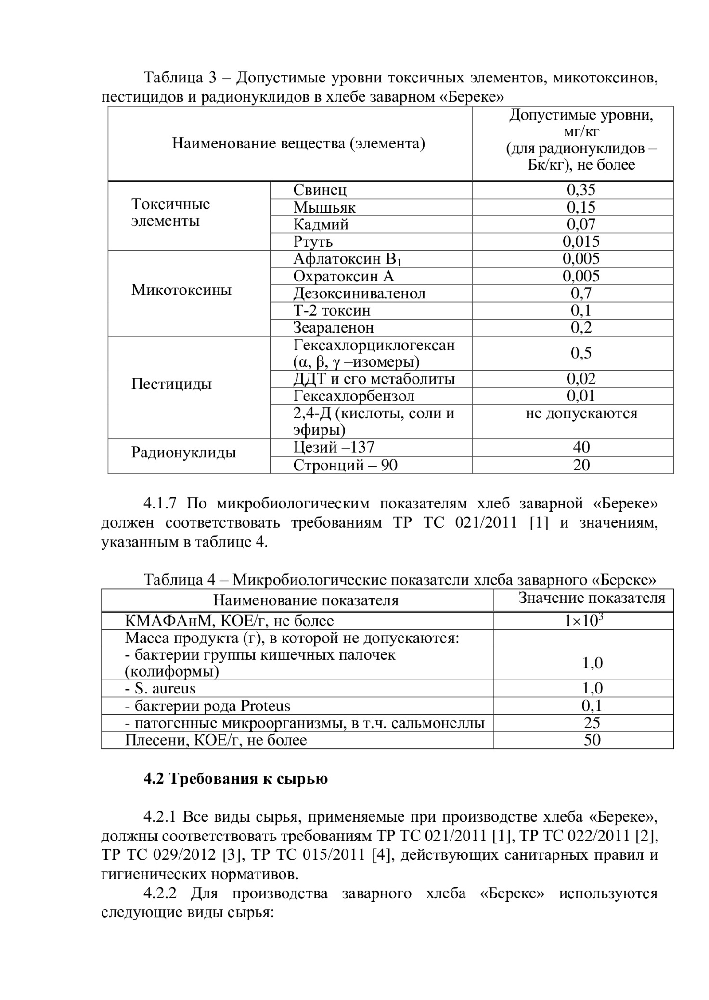 Таблица 3 – Допустимые уровни токсичных элементов, микотоксинов,
пестицидов и радионуклидов в хлебе заварном «Береке»
Наименование вещества (элемента)
Допустимые уровни,
мг/кг
(для радионуклидов –
Бк/кг), не более
Токсичные
элементы
Свинец 0,35
Мышьяк 0,15
Кадмий 0,07
Ртуть 0,015
Микотоксины
Афлатоксин В₁ 0,005
Охратоксин А 0,005
Дезоксиниваленол 0,7
Т-2 токсин 0,1
Зеараленон 0,2
Пестициды
Гексахлорциклогексан
(α, β, γ –изомеры)
0,5
ДДТ и его метаболиты 0,02
Гексахлорбензол 0,01
2,4-Д (кислоты, соли и
эфиры)
не допускаются
Радионуклиды
Цезий –137 40
Стронций – 90 20
4.1.7 По микробиологическим показателям хлеб заварной «Береке»
должен соответствовать требованиям ТР ТС 021/2011 [1] и значениям,
указанным в таблице 4.
Таблица 4 – Микробиологические показатели хлеба заварного «Береке»
Наименование показателя Значение показателя
КМАФАнМ, КОЕ/г, не более 1×10³
Масса продукта (г), в которой не допускаются:
- бактерии группы кишечных палочек
(колиформы)
1,0
- S. aureus 1,0
- бактерии рода Proteus 0,1
- патогенные микроорганизмы, в т.ч. сальмонеллы 25
Плесени, КОЕ/г, не более 50
4.2 Требования к сырью
4.2.1 Все виды сырья, применяемые при производстве хлеба «Береке»,
должны соответствовать требованиям ТР ТС 021/2011 [1], ТР ТС 022/2011 [2],
ТР ТС 029/2012 [3], ТР ТС 015/2011 [4], действующих санитарных правил и
гигиенических нормативов.
4.2.2 Для производства заварного хлеба «Береке» используются
следующие виды сырья: